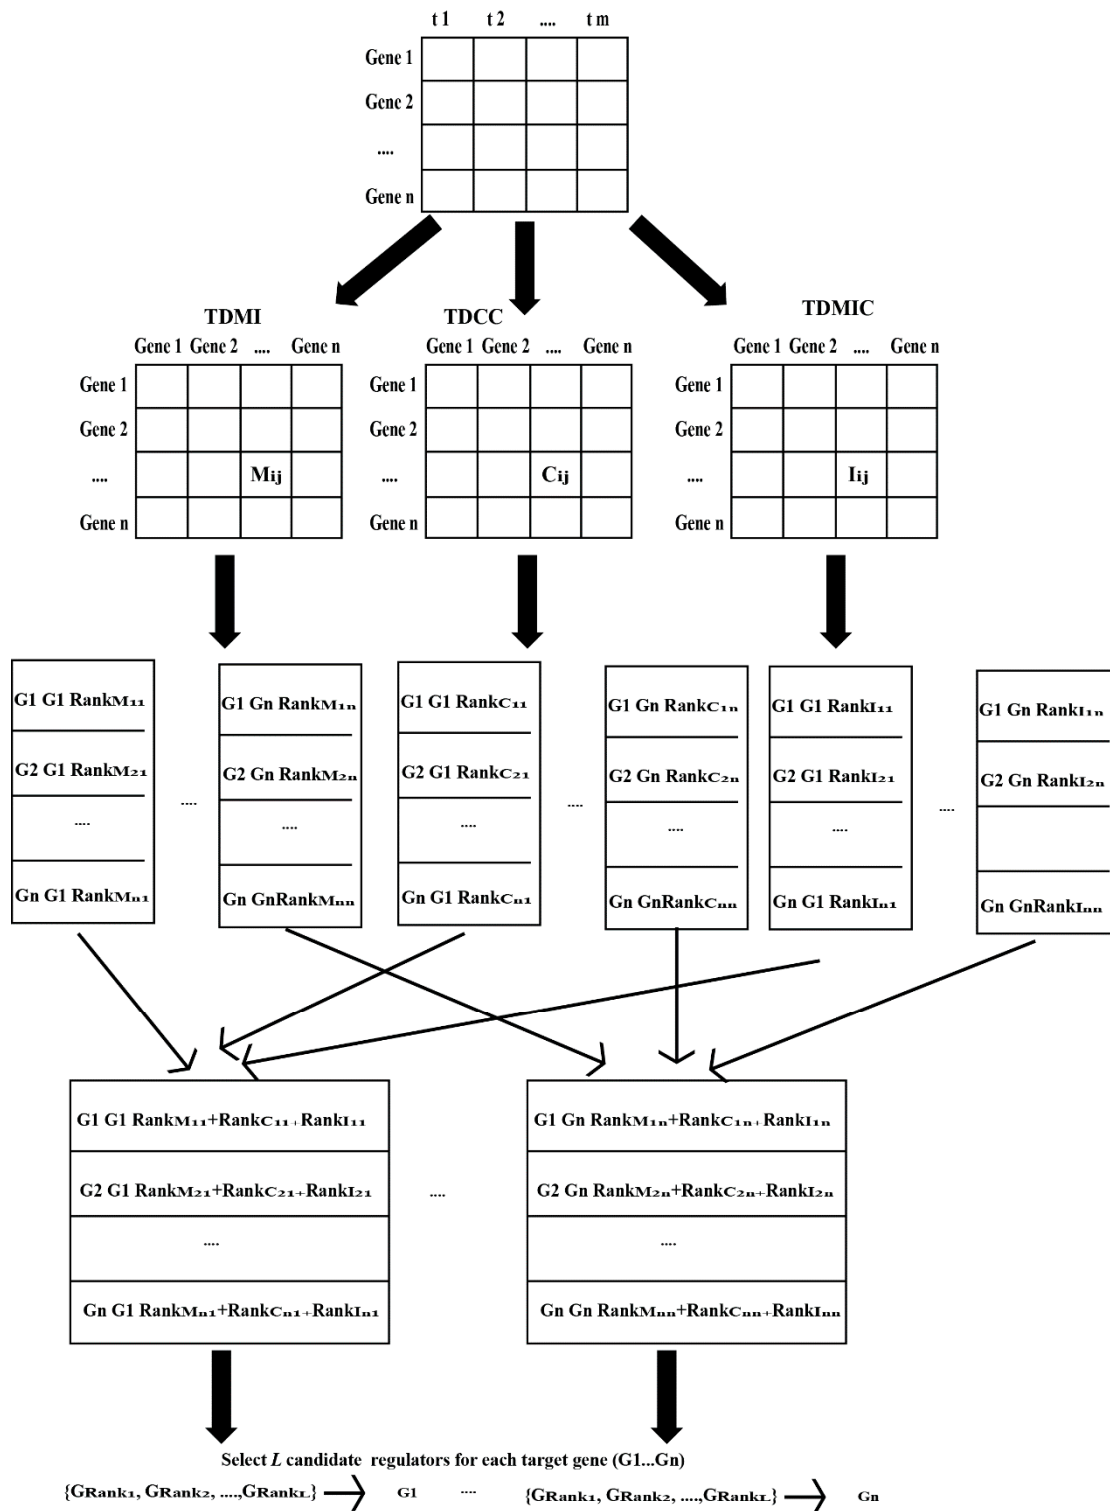 t 1 t 2 .... t m
Gene 1
Gene 2
....
Gene n
TDMI TDCC TDMIC
Gene 1 Gene 2 .... Gene n Gene 1 Gene 2 .... Gene n Gene 1 Gene 2 .... Gene n
Gene 1 Gene 1 Gene 1
Gene 2 Gene 2 Gene 2
.... Mij .... Cij .... Iij
Gene n Gene n Gene n
G1 G1 RankM11 G1 Gn RankM1n G1 G1 RankC11 G1 Gn RankC1n G1 G1 RankI11 G1 Gn RankI1n
G2 G1 RankM21 G2 Gn RankM2n G2 G1 RankC21 G2 Gn RankC2n G2 G1 RankI21 G2 Gn RankI2n
.... .... .... .... .... .... .... ....
Gn G1 RankMn1 Gn GnRankMnn Gn G1 RankCn1 Gn GnRankCnn Gn G1 RankIn1 Gn GnRankInn
G1 G1 RankM11+RankC11+RankI11 G1 Gn RankM1n+RankC1n+RankI1n
G2 G1 RankM21+RankC21+RankI21 .... G2 Gn RankM2n+RankC2n+RankI2n
.... ....
Gn G1 RankMn1+RankCn1+RankIn1 Gn Gn RankMnn+RankCnn+RankInn
Select L candidate regulators for each target gene (G1...Gn)
{GRank1, GRank2, ....,GRankL} G1 .... {GRank1, GRank2, ....,GRankL} Gn